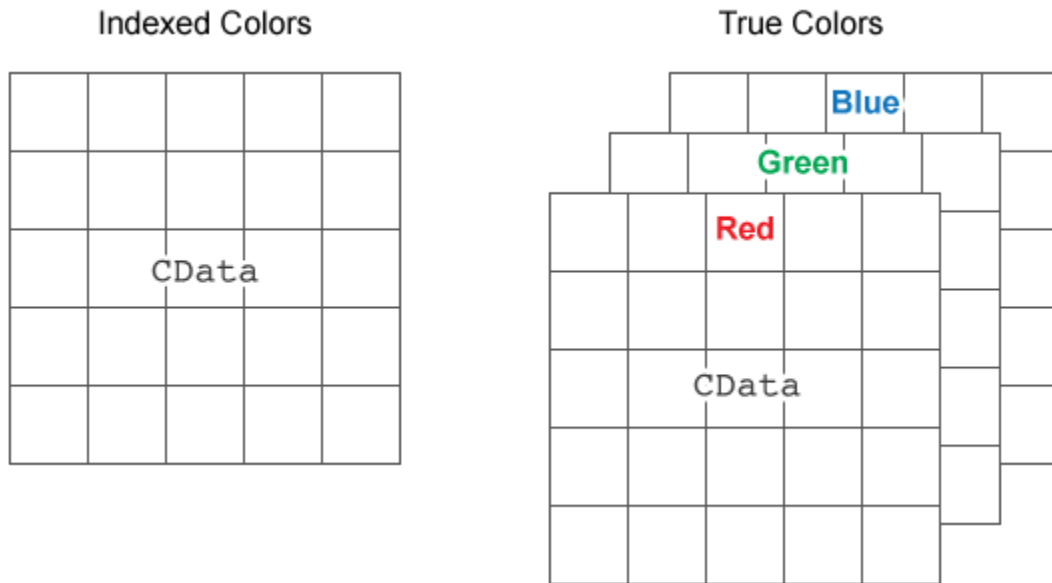 Indexed Colors
CData
True Colors
Blue
Green
Red
CData